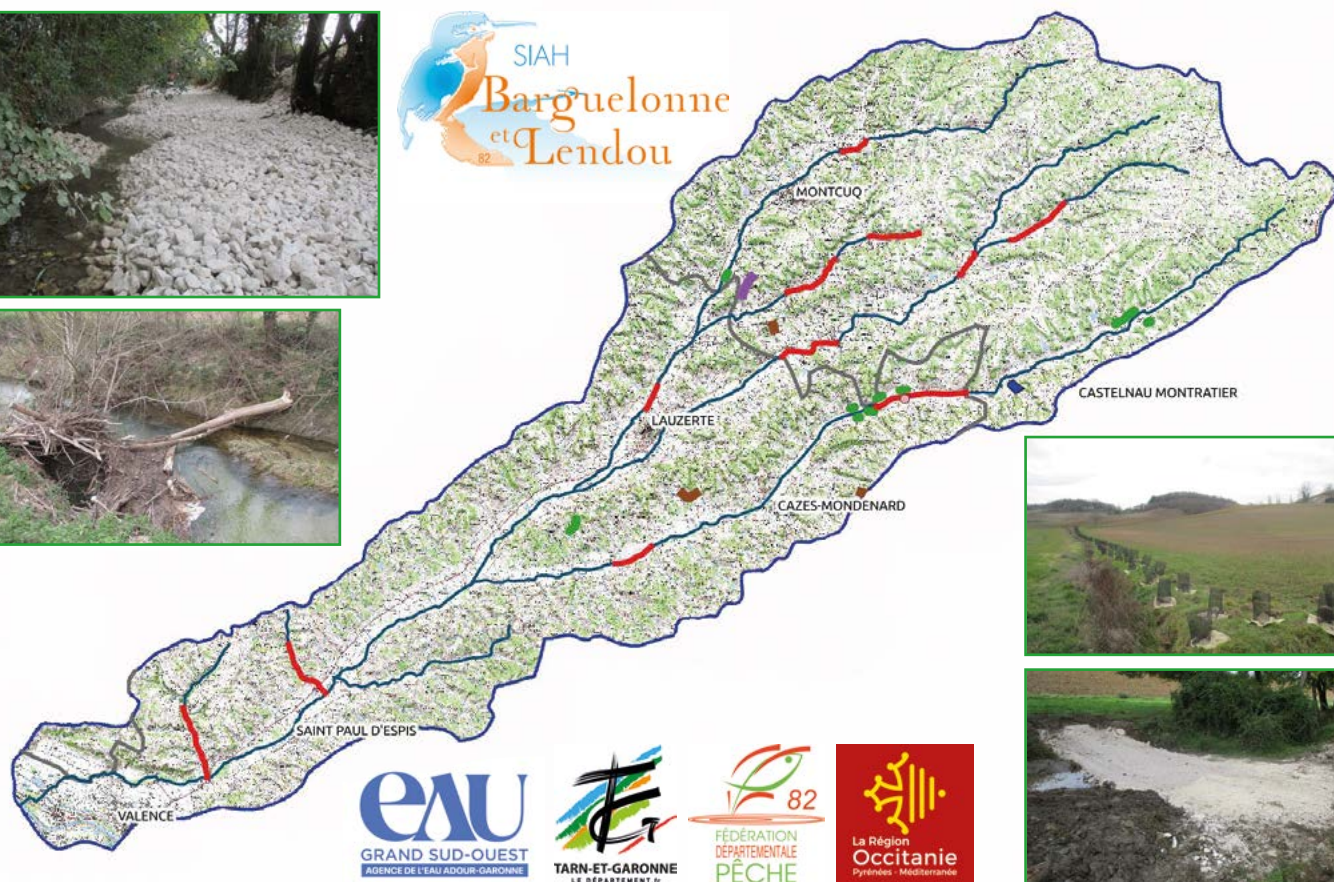 SIAH
Barguelonne
et Lendou
82
MONTCUQ
LAUZERTE
CASTELNAU MONTRATIER
CAZES-MONDENARD
SAINT PAUL D'ESPIS
VALENCE
eAU
GRAND SUD-OUEST
AGENCE DE L'EAU ADOUR-GARONNE
TARN-ET-GARONNE
LE DÉPARTEMENT
82
FÉDÉRATION
DÉPARTEMENTALE
PÊCHE
La Région
Occitanie
Pyrénées - Méditerranée